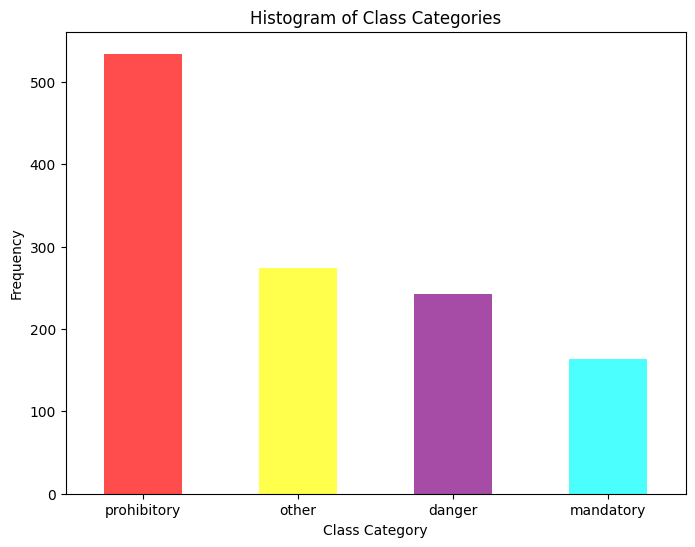 Histogram of Class Categories
500
400
300
200
100
0
Frequency
prohibitory other danger mandatory
Class Category